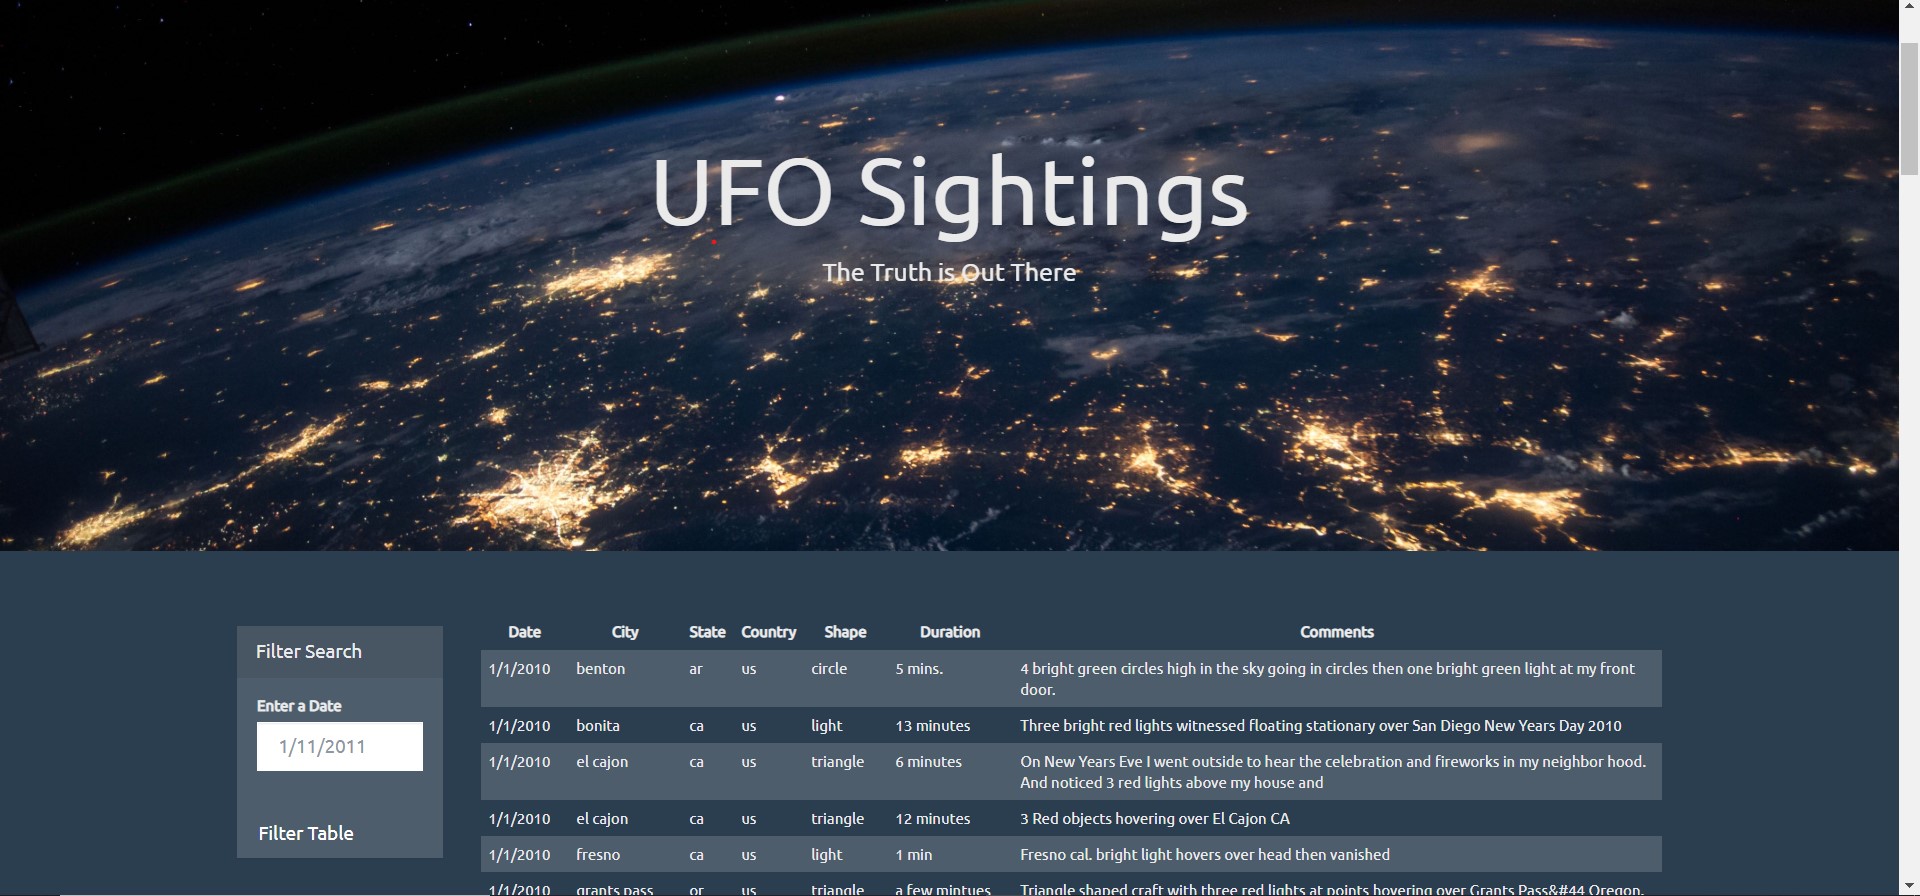 UFO Sightings
The Truth is Out There
Filter Search
Enter a Date
1/11/2011
Filter Table
Date City State Country Shape Duration Comments
1/1/2010 benton ar us circle 5 mins. 4 bright green circles high in the sky going in circles then one bright green light at my front
door.
1/1/2010 bonita ca us light 13 minutes Three bright red lights witnessed floating stationary over San Diego New Years Day 2010
1/1/2010 el cajon ca us triangle 6 minutes On New Years Eve I went outside to hear the celebration and fireworks in my neighbor hood.
And noticed 3 red lights above my house and
1/1/2010 el cajon ca us triangle 12 minutes 3 Red objects hovering over El Cajon CA
1/1/2010 fresno ca us light 1 min Fresno cal. bright light hovers over head then vanished
1/1/2010 grants pass or us triangle a few mintues Triangle shaped craft with three red lights at points hovering over Grants Pass&#44 Oregon.